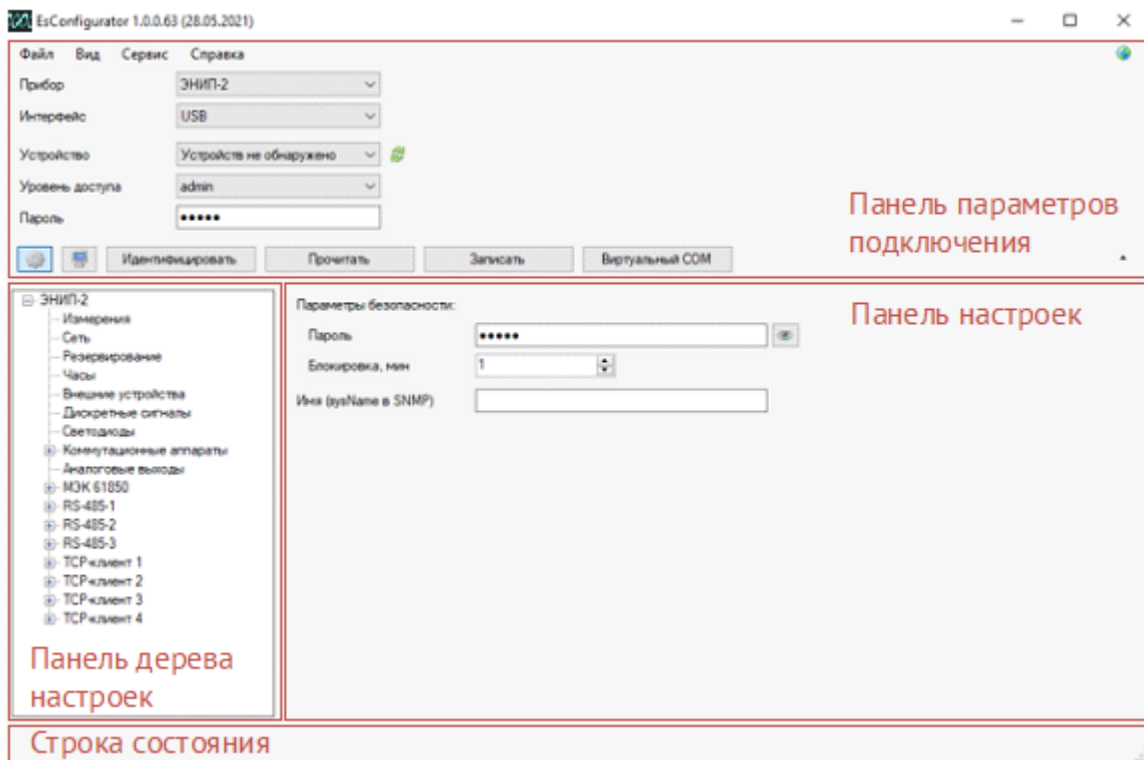 EsConfigurator 1.0.0.63 (28.05.2021)
Файл Вид Сервис Справка
Прибор ЭНИП-2
Интерфейс USB
Устройство Устройств не обнаружено
Уровень доступа admin
Пароль •••••
Панель параметров
подключения
Идентифицировать Прочитать Записать Виртуальный COM
ЭНИП-2
Измерения
Сеть
Резервирование
Часы
Внешние устройства
Дискретные сигналы
Светодиоды
Коммутационные аппараты
Аналоговые выходы
МЭК 61850
RS-485-1
RS-485-2
RS-485-3
TCP-клиент 1
TCP-клиент 2
TCP-клиент 3
TCP-клиент 4
Панель дерева
настроек
Параметры безопасности:
Панель настроек
Пароль •••••
Блокировка, мин 1
Имя (sysName в SNMP)
Строка состояния